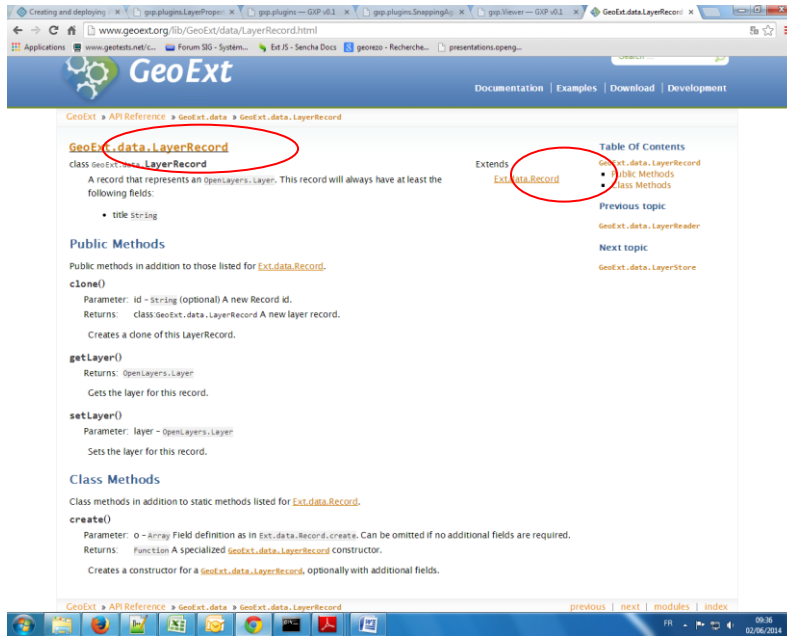 Creating and deploying
gxp.plugins.LayerProper
gxp.plugins — GXP v0.1
gxp.plugins.SnappingAg
gxp.Viewer — GXP v0.1
GeoExt.data.LayerRecord
www.geoext.org/lib/GeoExt/data/LayerRecord.html
Applications www.geotests.net/c... Forum SIG - Systèm... Ext JS - Sencha Docs georezo - Recherche... presentations.openg...
GeoExt
Search ...
Documentation | Examples | Download | Development
GeoExt » API Reference » GeoExt.data » GeoExt.data.LayerRecord
GeoExt.data.LayerRecord
class GeoExt.data.LayerRecord
A record that represents an OpenLayers.Layer. This record will always have at least the
following fields:
• title String
Extends
Ext.data.Record
Public Methods
Public methods in addition to those listed for Ext.data.Record.
clone()
Parameter: id – String (optional) A new Record id.
Returns: class:GeoExt.data.LayerRecord A new layer record.
Creates a clone of this LayerRecord.
getLayer()
Returns: OpenLayers.Layer
Gets the layer for this record.
setLayer()
Parameter: layer – OpenLayers.Layer
Sets the layer for this record.
Class Methods
Class methods in addition to static methods listed for Ext.data.Record.
create()
Parameter: o – Array Field definition as in Ext.data.Record.create. Can be omitted if no additional fields are required.
Returns: Function A specialized GeoExt.data.LayerRecord constructor.
Creates a constructor for a GeoExt.data.LayerRecord, optionally with additional fields.
Table Of Contents
GeoExt.data.LayerRecord
Public Methods
Class Methods
Previous topic
GeoExt.data.LayerReader
Next topic
GeoExt.data.LayerStore
GeoExt » API Reference » GeoExt.data » GeoExt.data.LayerRecord
previous | next | modules | index
FR
09:36
02/06/2014